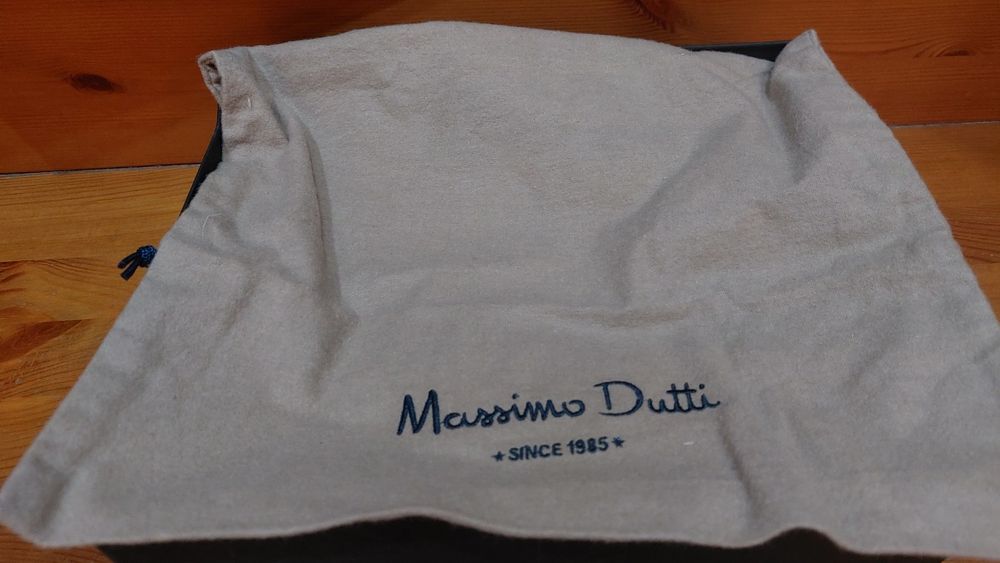 Massimo Dutti
★ SINCE 1985 ★